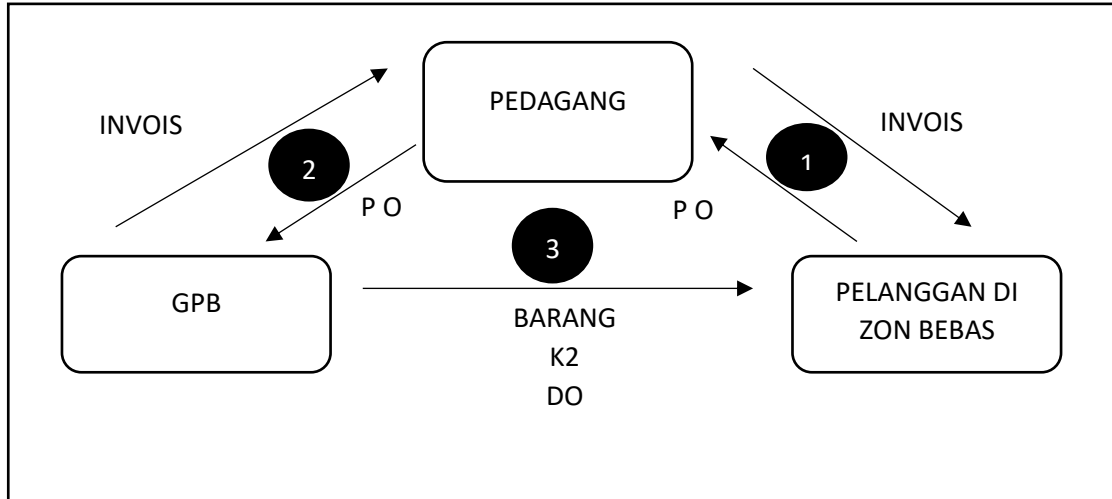 PEDAGANG
INVOIS
INVOIS
2
1
P O
P O
3
GPB
PELANGGAN DI
ZON BEBAS
BARANG
K2
DO